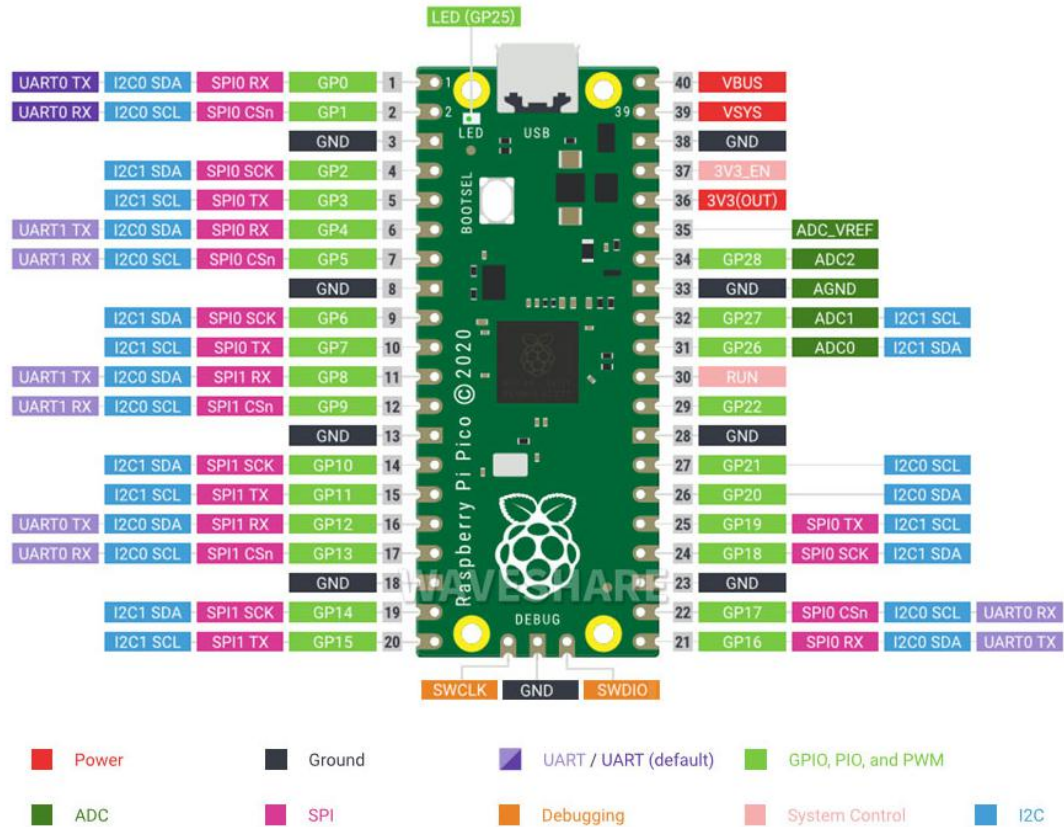 LED (GP25)
UART0 TX I2C0 SDA SPI0 RX GP0 1 1 40 VBUS
UART0 RX I2C0 SCL SPI0 CSn GP1 2 2 LED USB 39 39 VSYS
GND 3 38 GND
I2C1 SDA SPI0 SCK GP2 4 37 3V3_EN
I2C1 SCL SPI0 TX GP3 5 BOOTSEL 36 3V3(OUT)
UART1 TX I2C0 SDA SPI0 RX GP4 6 35 ADC_VREF
UART1 RX I2C0 SCL SPI0 CSn GP5 7 34 GP28 ADC2
GND 8 33 GND AGND
I2C1 SDA SPI0 SCK GP6 9 32 GP27 ADC1 I2C1 SCL
I2C1 SCL SPI0 TX GP7 10 31 GP26 ADC0 I2C1 SDA
UART1 TX I2C0 SDA SPI1 RX GP8 11 30 RUN
UART1 RX I2C0 SCL SPI1 CSn GP9 12 29 GP22
GND 13 28 GND
I2C1 SDA SPI1 SCK GP10 14 27 GP21 I2C0 SCL
I2C1 SCL SPI1 TX GP11 15 26 GP20 I2C0 SDA
UART0 TX I2C0 SDA SPI1 RX GP12 16 25 GP19 SPI0 TX I2C1 SCL
UART0 RX I2C0 SCL SPI1 CSn GP13 17 24 GP18 SPI0 SCK I2C1 SDA
GND 18 23 GND
I2C1 SDA SPI1 SCK GP14 19 22 GP17 SPI0 CSn I2C0 SCL UART0 RX
I2C1 SCL SPI1 TX GP15 20 21 GP16 SPI0 RX I2C0 SDA UART0 TX
Raspberry Pi Pico © 2020
WAVESHARE
DEBUG
SWCLK GND SWDIO
Power Ground UART / UART (default) GPIO, PIO, and PWM
ADC SPI Debugging System Control I2C